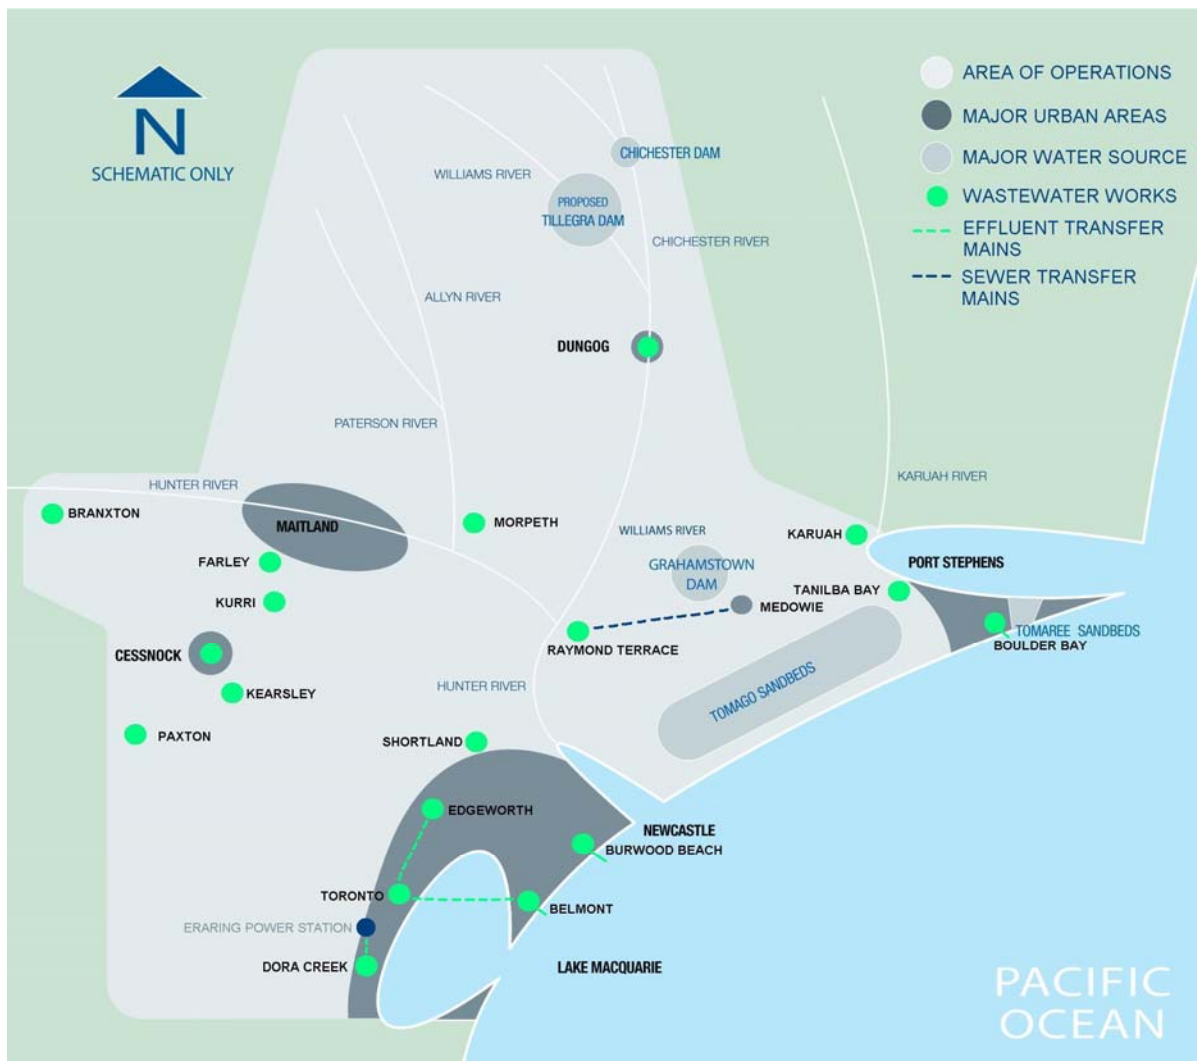 N
SCHEMATIC ONLY
AREA OF OPERATIONS
MAJOR URBAN AREAS
MAJOR WATER SOURCE
WASTEWATER WORKS
EFFLUENT TRANSFER
MAINS
SEWER TRANSFER
MAINS
CHICHESTER DAM
WILLIAMS RIVER
PROPOSED
TILLEGRA DAM
CHICHESTER RIVER
ALLYN RIVER
DUNGOG
PATERSON RIVER
KARUAH RIVER
HUNTER RIVER
BRANXTON
MAITLAND
MORPETH
WILLIAMS RIVER
KARUAH
FARLEY
GRAHAMSTOWN
DAM
PORT STEPHENS
TANILBA BAY
KURRI
MEDOWIE
TOMAREE SANDBEDS
BOULDER BAY
RAYMOND TERRACE
CESSNOCK
HUNTER RIVER
KEARSLEY
TOMAGO SANDBEDS
PAXTON
SHORTLAND
EDGEWORTH
NEWCASTLE
BURWOOD BEACH
TORONTO
BELMONT
ERARING POWER STATION
DORA CREEK
LAKE MACQUARIE
PACIFIC
OCEAN